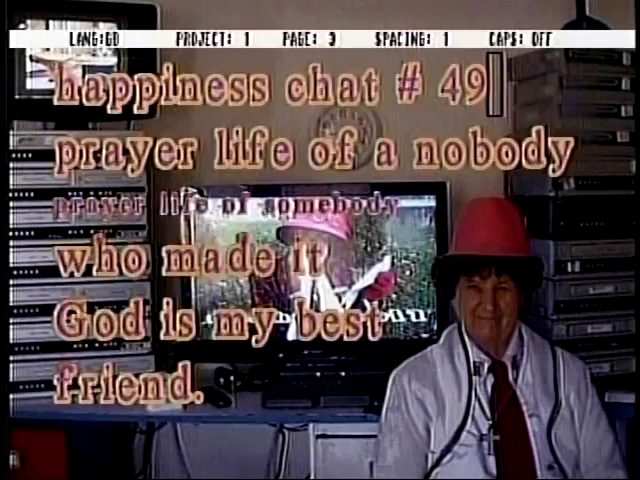 LANG:GD PROJECT: 1 PAGE: 3 SPACING: 1 CAPS: OFF
happiness chat # 49
prayer life of a nobody
prayer life of somebody
who made it
God is my best
friend.